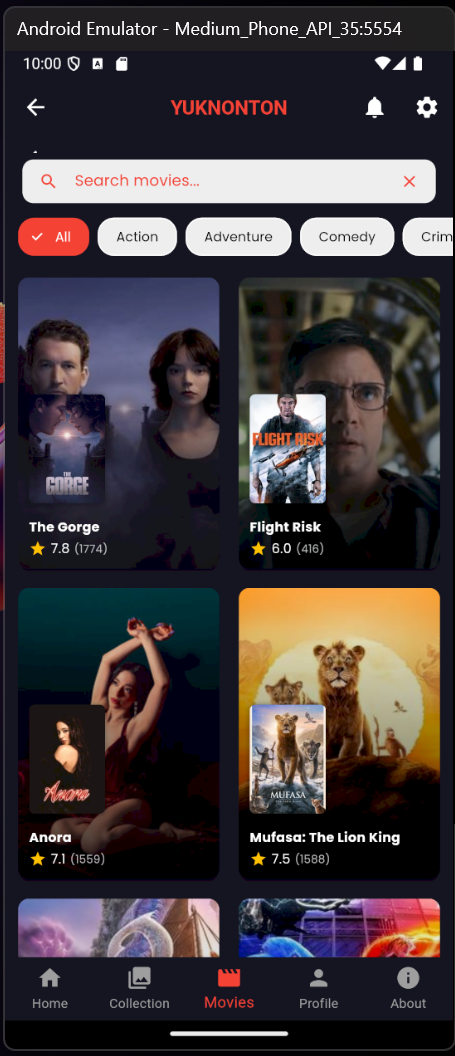 Android Emulator - Medium_Phone_API_35:5554
10:00 A
YUKNONTON
Search movies...
All Action Adventure Comedy Crim
THE
GORGE
FLIGHT RISK
The Gorge
7.8 (1774)
Flight Risk
6.0 (416)
Anora
MUFASA
Anora
7.1 (1559)
Mufasa: The Lion King
7.5 (1588)
Home Collection Movies Profile About